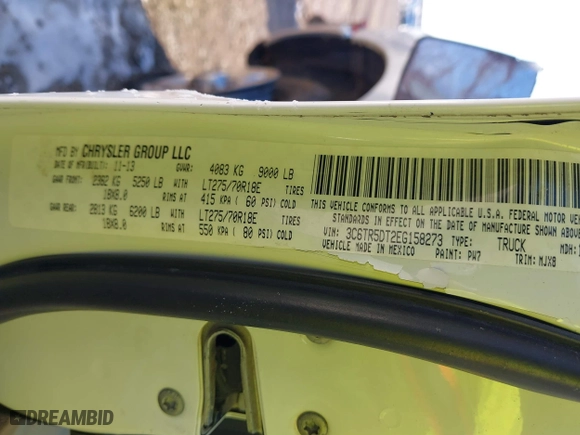 MFD BY CHRYSLER GROUP LLC
DATE OF MFR(BUILT): 11-13 GVWR: 4083 KG 9000 LB
GAWR FRONT: 2382 KG 5250 LB WITH LT275/70R18E TIRES
18X8.0 RIMS AT 415 KPA ( 60 PSI) COLD
GAWR REAR: 2813 KG 6200 LB WITH LT275/70R18E TIRES
18X8.0 RIMS AT 550 KPA ( 80 PSI) COLD
THIS VEHICLE CONFORMS TO ALL APPLICABLE U.S.A. FEDERAL MOTOR
STANDARDS IN EFFECT ON THE DATE OF MANUFACTURE SHOWN
VIN: 3C6TR5DT2EG158273 TYPE: TRUCK
VEHICLE MADE IN MEXICO PAINT: PW7 MDH:
TRIM: MJX8
DREAMBID